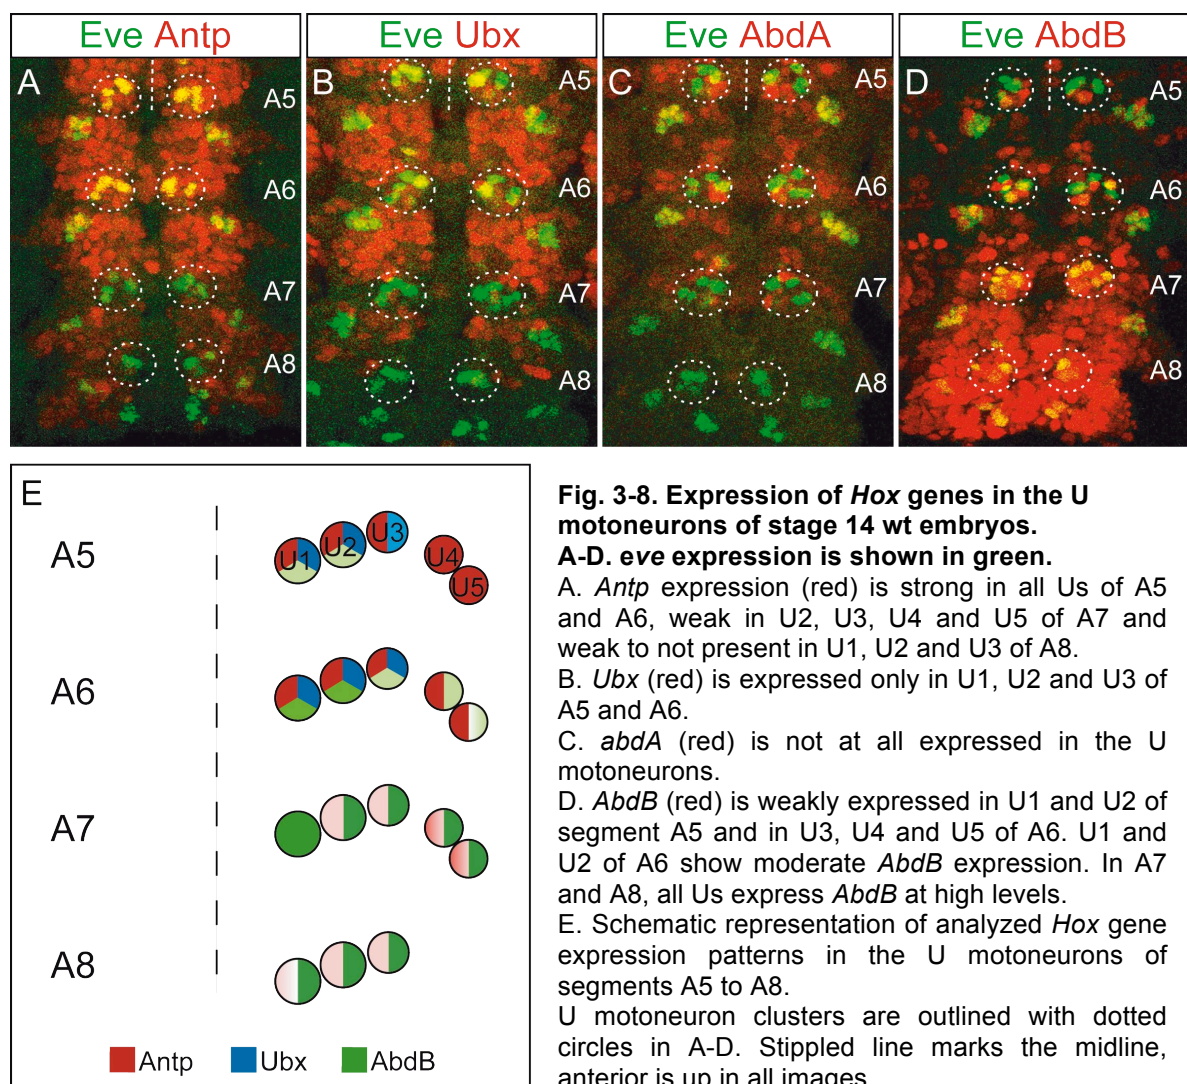 Eve Antp
Eve Ubx
Eve AbdA
Eve AbdB
A
A5
A6
A7
A8
B
A5
A6
A7
A8
C
A5
A6
A7
A8
D
A5
A6
A7
A8
E
A5
U1 U2 U3 U4 U5
A6
A7
A8
Antp Ubx AbdB
Fig. 3-8. Expression of Hox genes in the U
motoneurons of stage 14 wt embryos.
A-D. eve expression is shown in green.
A. Antp expression (red) is strong in all Us of A5
and A6, weak in U2, U3, U4 and U5 of A7 and
weak to not present in U1, U2 and U3 of A8.
B. Ubx (red) is expressed only in U1, U2 and U3 of
A5 and A6.
C. abdA (red) is not at all expressed in the U
motoneurons.
D. AbdB (red) is weakly expressed in U1 and U2 of
segment A5 and in U3, U4 and U5 of A6. U1 and
U2 of A6 show moderate AbdB expression. In A7
and A8, all Us express AbdB at high levels.
E. Schematic representation of analyzed Hox gene
expression patterns in the U motoneurons of
segments A5 to A8.
U motoneuron clusters are outlined with dotted
circles in A-D. Stippled line marks the midline,
anterior is up in all images